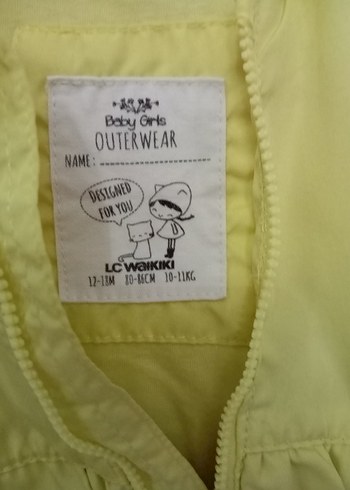 Baby Girls
OUTERWEAR
NAME:
DESIGNED
FOR YOU
LC WAIKIKI
12-18M 80-86CM 10-11KG